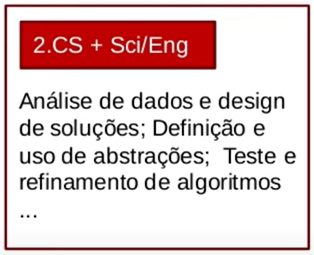 2.CS + Sci/Eng
Análise de dados e design
de soluções; Definição e
uso de abstrações;  Teste e
refinamento de algoritmos
...